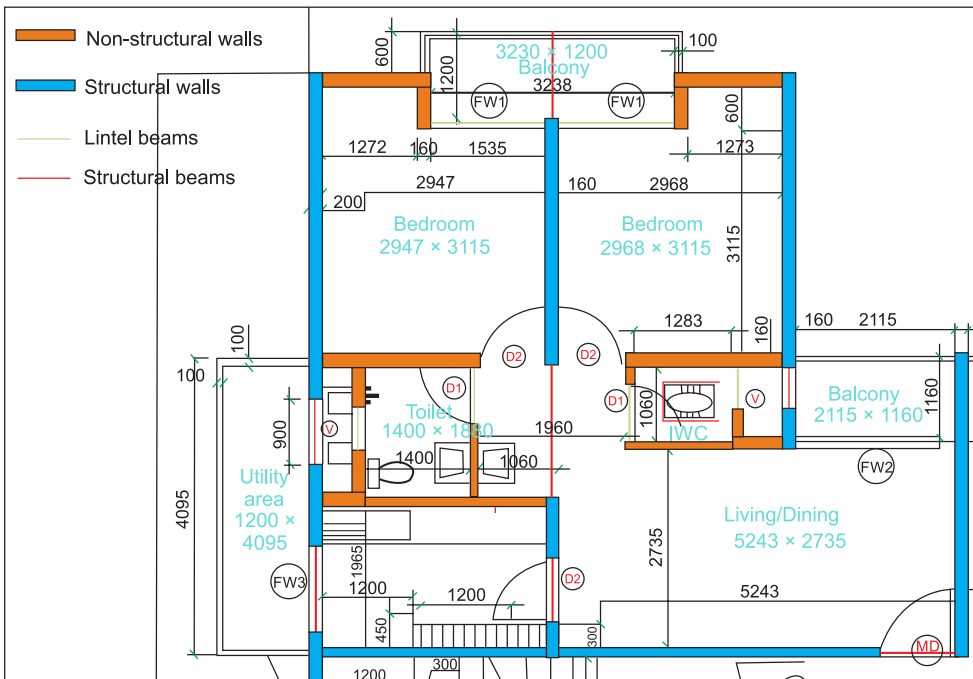 Non-structural walls
Structural walls
Lintel beams
Structural beams
600
3230 × 1200
Balcony
100
1200
3238
FW1
FW1
600
1272
160
1535
1273
2947
160
2968
200
Bedroom
2947 × 3115
Bedroom
2968 × 3115
3115
1283
160
160
2115
100
100
D2
D2
D1
D1
V
Toilet
1400 × 1880
1960
1060
IWC
Balcony
2115 × 1160
1160
900
V
1400
1060
FW2
Utility
area
1200 ×
4095
4095
Living/Dining
5243 × 2735
2735
1965
FW3
1200
1200
D2
5243
450
300
MD
300
1200